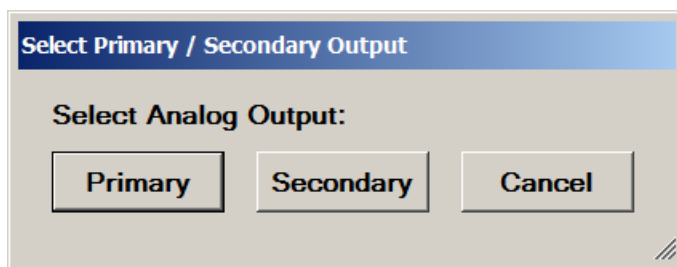 Select Primary / Secondary Output
Select Analog Output:
Primary Secondary Cancel